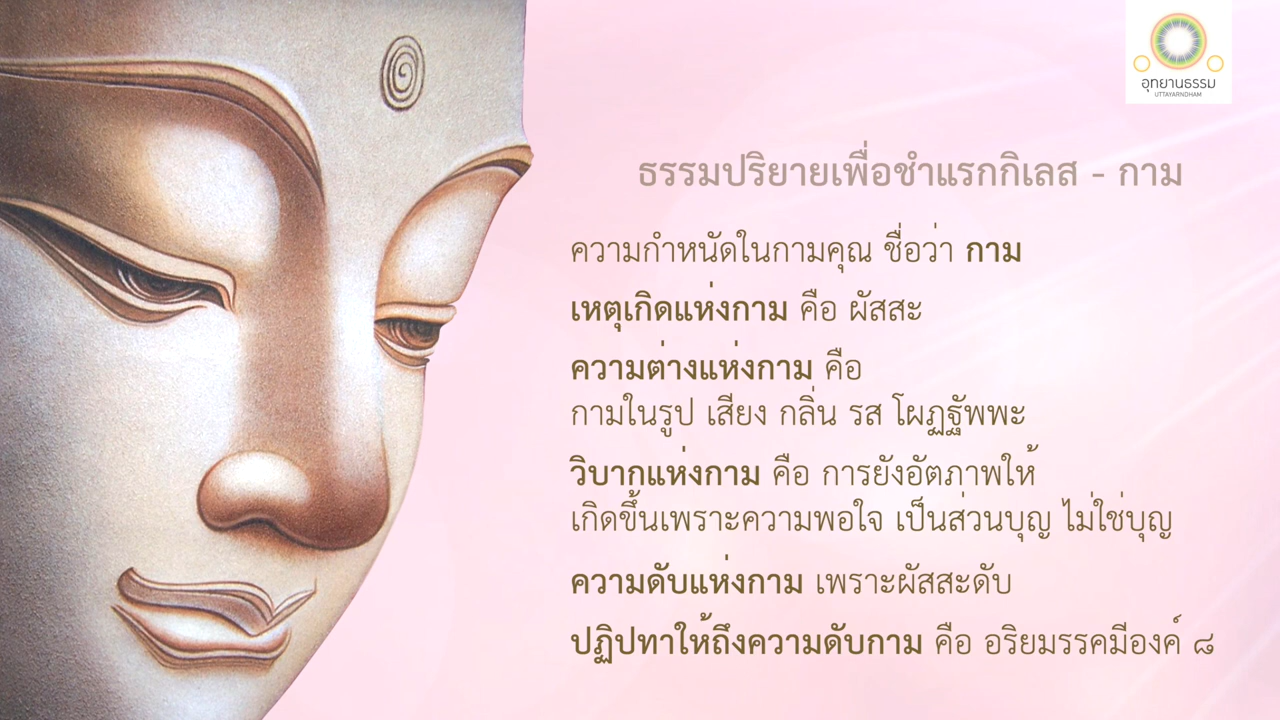 อุทยานธรรม
UTTAYARNDHAM
ธรรมปริยายเพื่อชำแรกกิเลส - กาม
ความกำหนัดในกามคุณ ชื่อว่า กาม
เหตุเกิดแห่งกาม คือ ผัสสะ
ความต่างแห่งกาม คือ
กามในรูป เสียง กลิ่น รส โผฏฐัพพะ
วิบากแห่งกาม คือ การยังอัตภาพให้
เกิดขึ้นเพราะความพอใจ เป็นส่วนบุญ ไม่ใช่บุญ
ความดับแห่งกาม เพราะผัสสะดับ
ปฏิปทาให้ถึงความดับกาม คือ อริยมรรคมีองค์ ๘